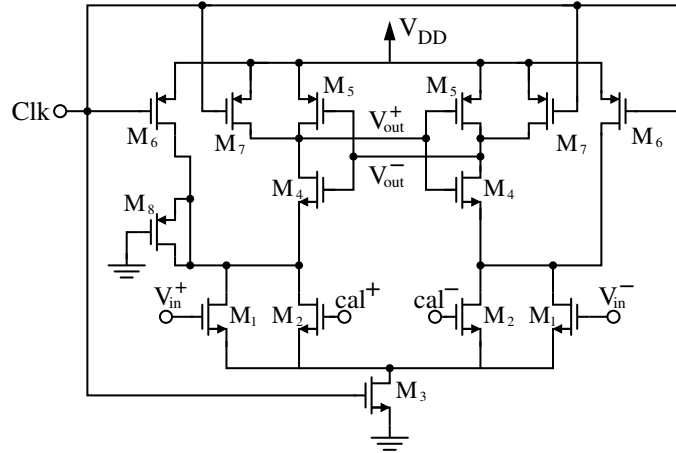 V_DD
Clk
M_6
M_7
M_5
V_out^+
M_5
M_7
M_6
V_out^-
M_4
M_4
M_8
V_in^+
M_1
M_2
cal^+
cal^-
M_2
M_1
V_in^-
M_3